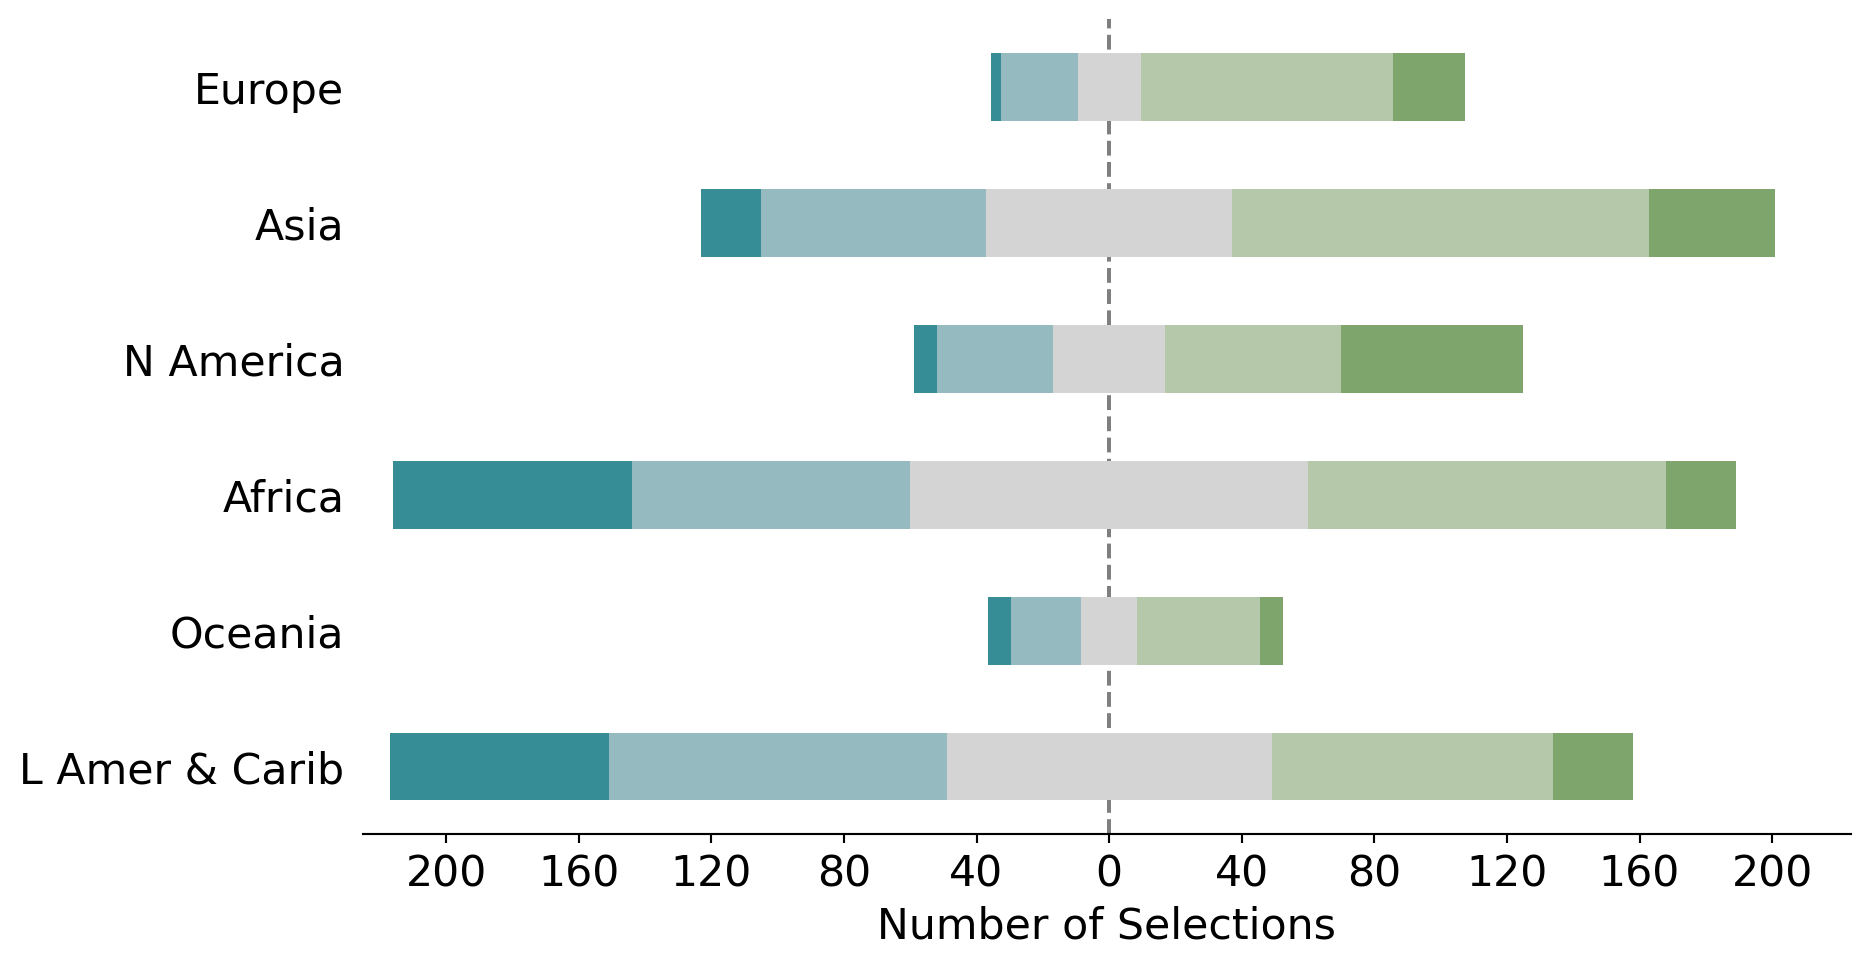 Europe
Asia
N America
Africa
Oceania
L Amer & Carib
200 160 120 80 40 0 40 80 120 160 200
Number of Selections